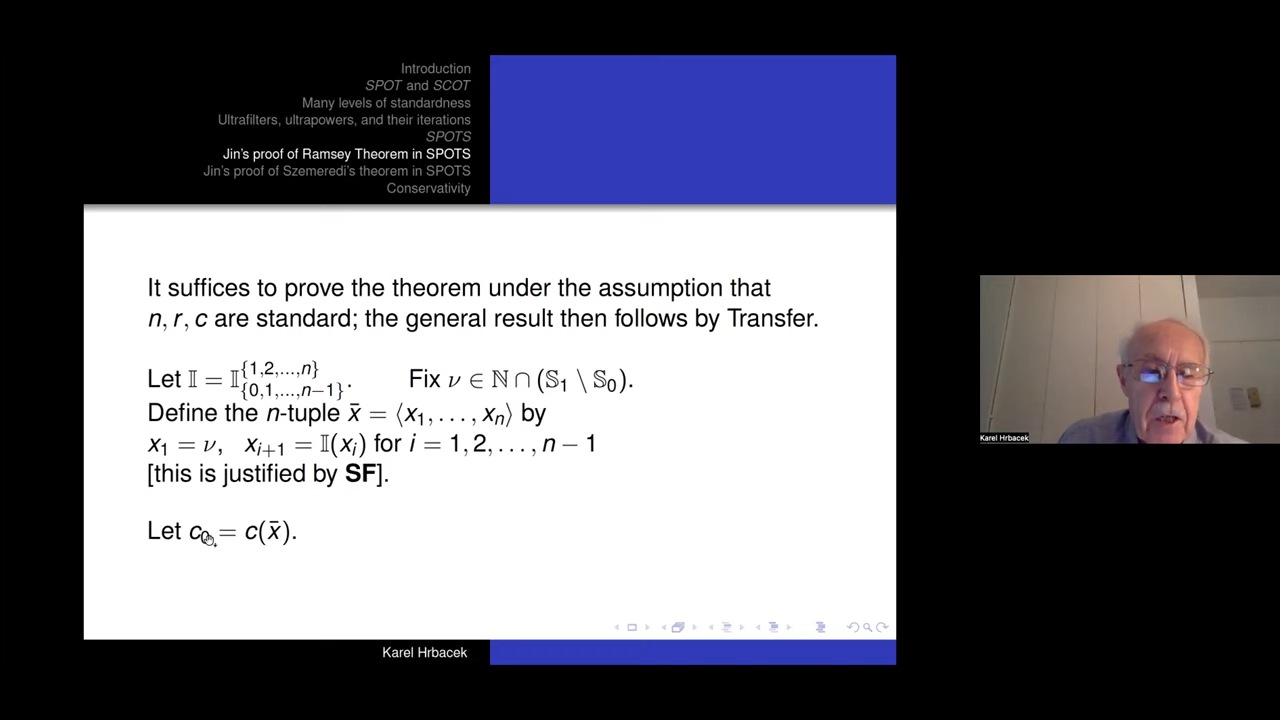 Introduction
SPOT and SCOT
Many levels of standardness
Ultrafilters, ultrapowers, and their iterations
SPOTS
Jin's proof of Ramsey Theorem in SPOTS
Jin's proof of Szemeredi's theorem in SPOTS
Conservativity
It suffices to prove the theorem under the assumption that
n, r, c are standard; the general result then follows by Transfer.
Let 𝕀 = 𝕀^{1,2,...,n}_{0,1,...,n−1}. Fix ν ∈ ℕ ∩ (𝕊₁ \ 𝕊₀).
Define the n-tuple x̄ = ⟨x₁, . . . , xₙ⟩ by
x₁ = ν, xᵢ₊₁ = 𝕀(xᵢ) for i = 1, 2, . . . , n − 1
[this is justified by SF].
Let c₀ = c(x̄).
Karel Hrbacek
Karel Hrbacek